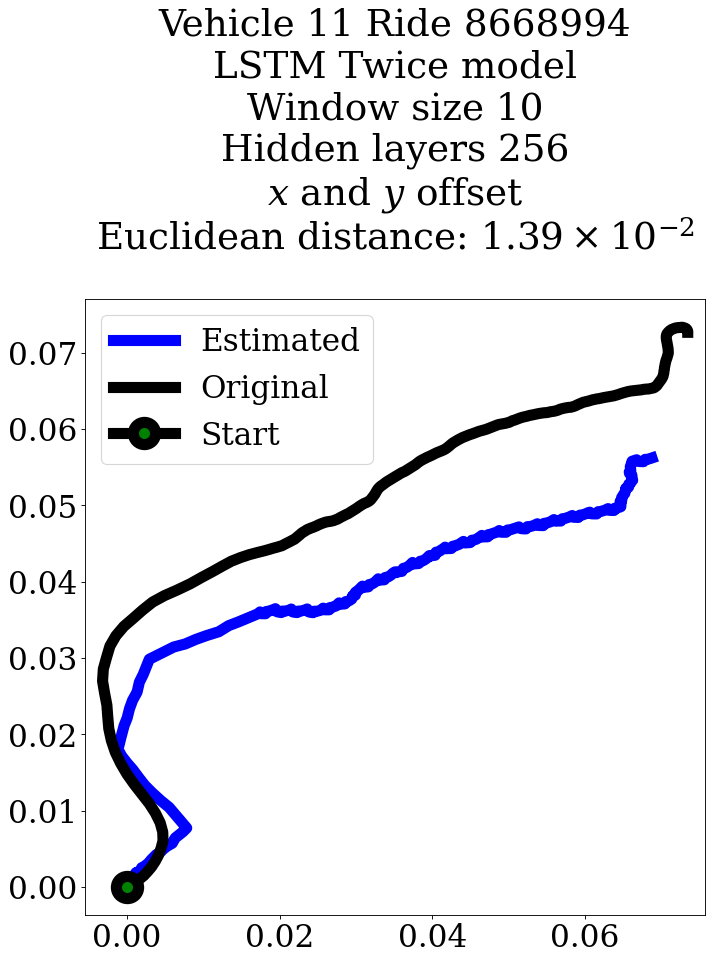 Vehicle 11 Ride 8668994
LSTM Twice model
Window size 10
Hidden layers 256
x and y offset
Euclidean distance: 1.39 × 10⁻²
Estimated
Original
Start
0.07
0.06
0.05
0.04
0.03
0.02
0.01
0.00
0.00 0.02 0.04 0.06